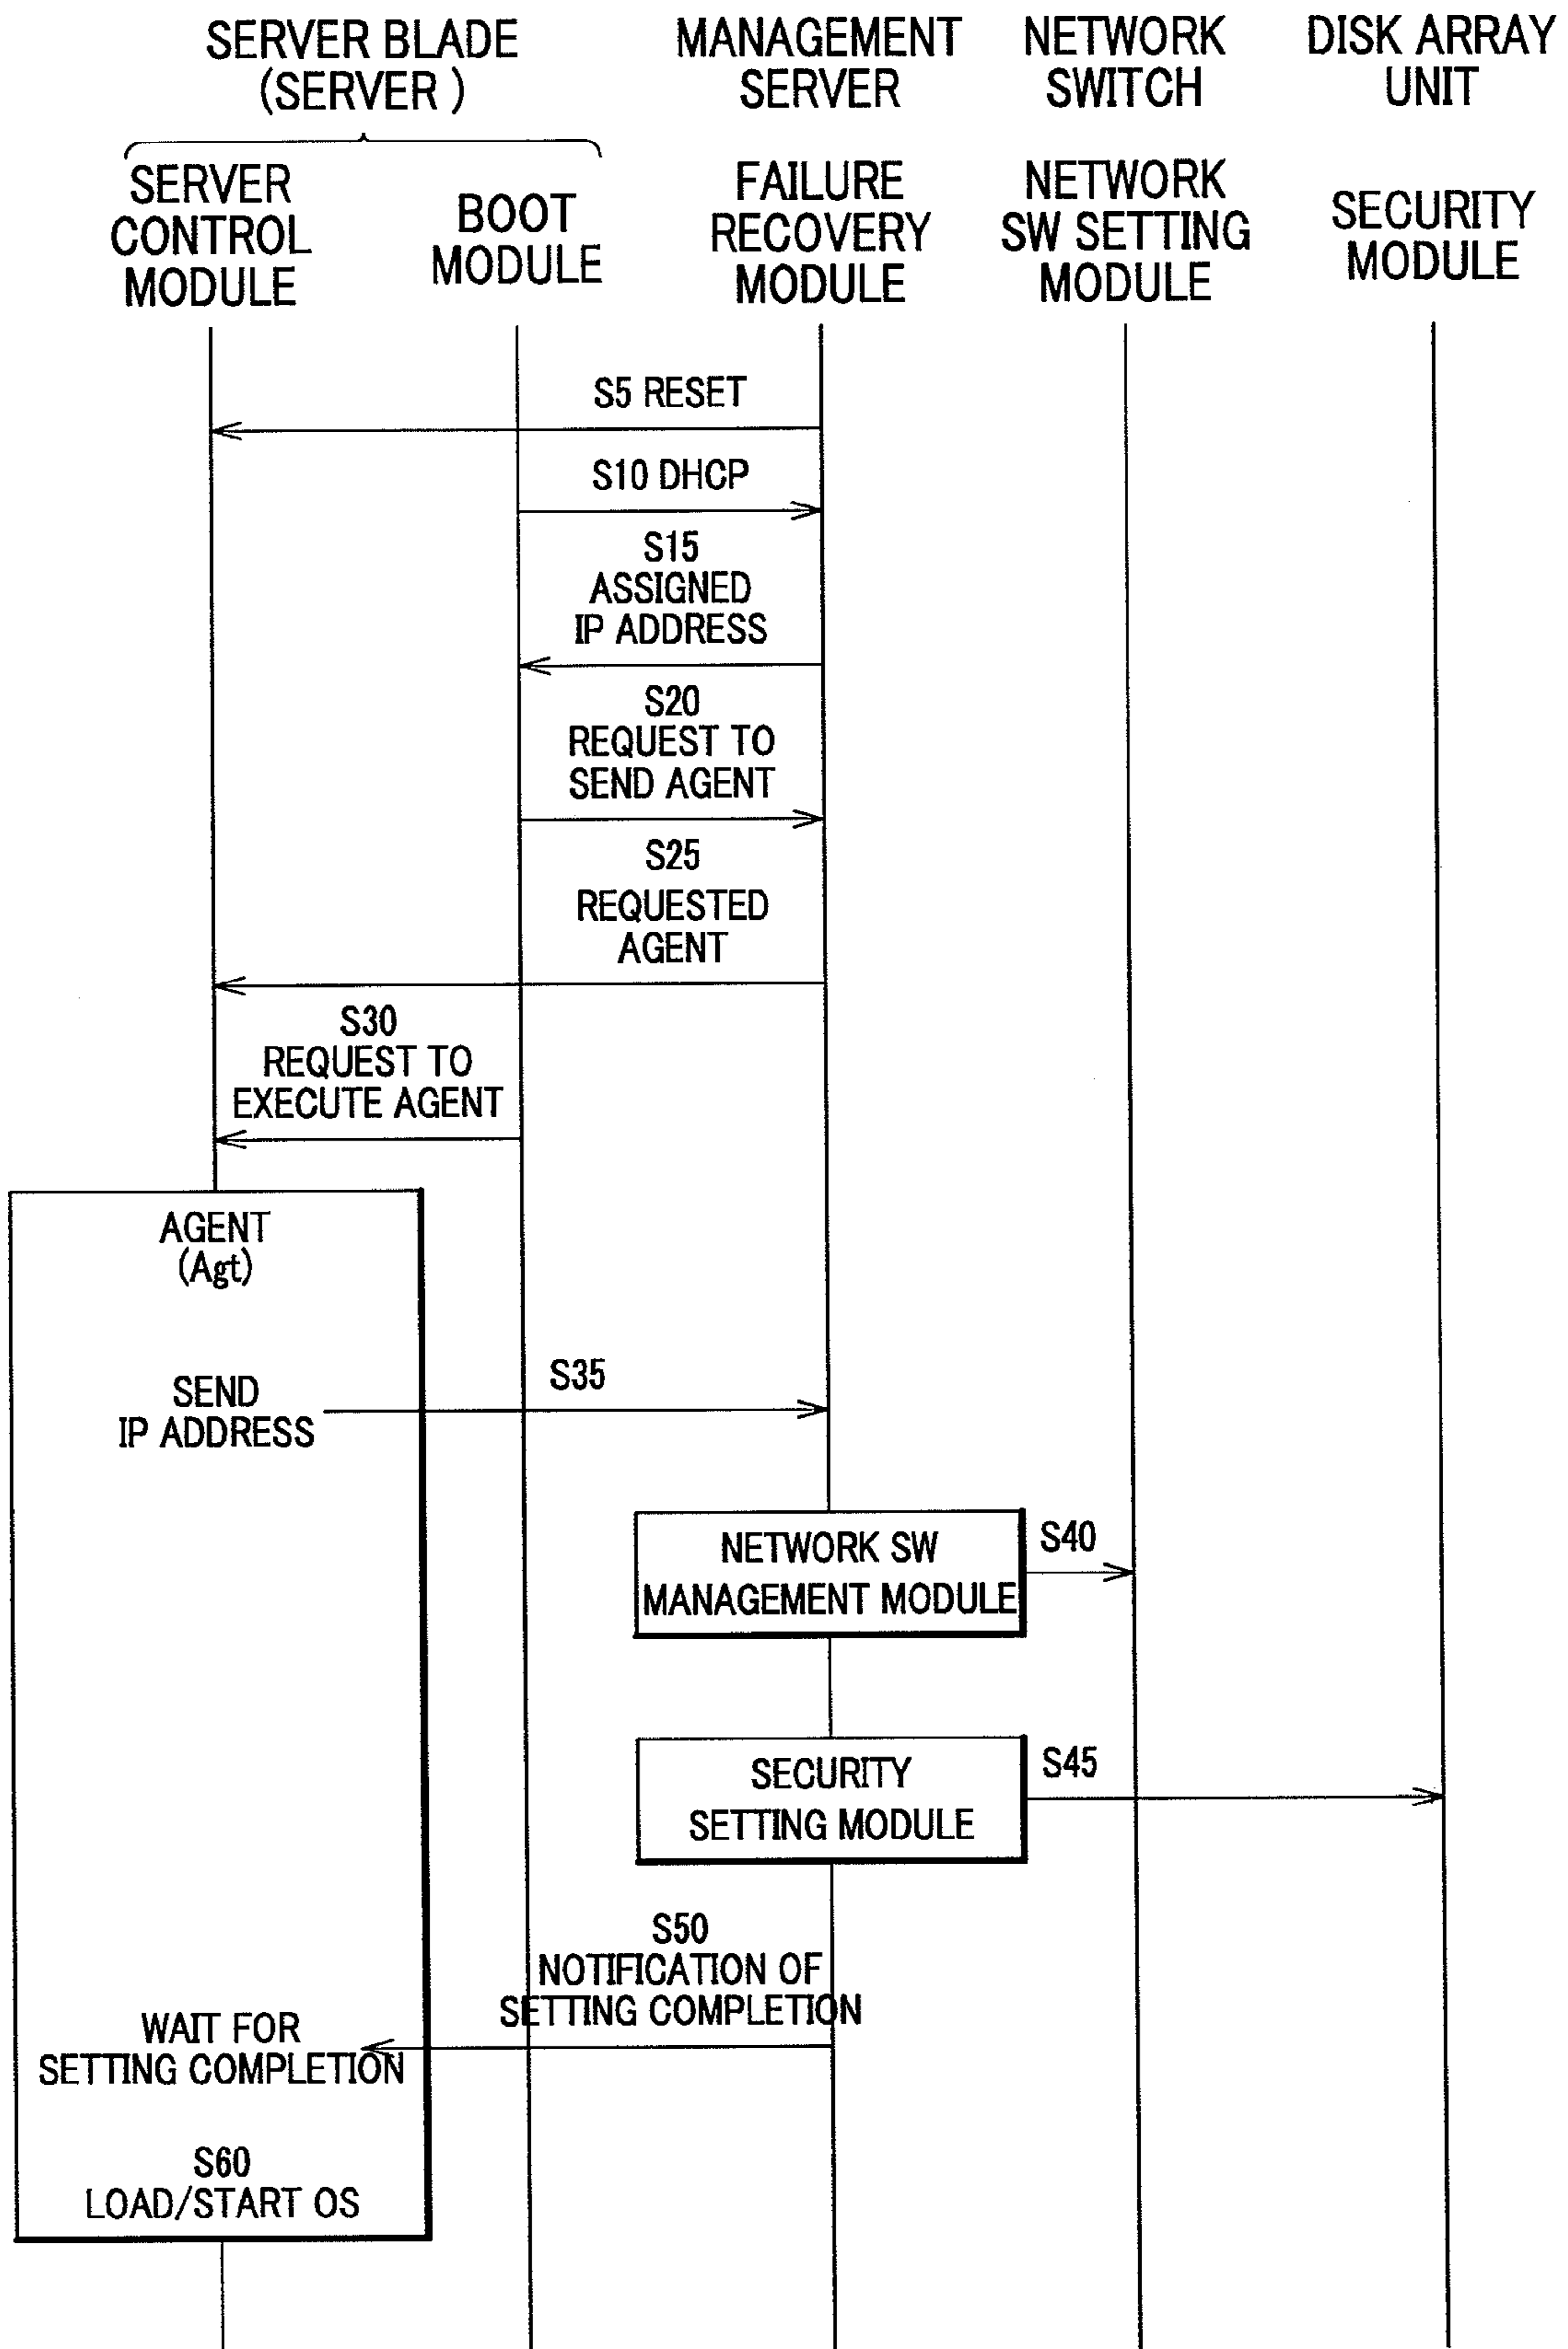 SERVER BLADE
(SERVER )
MANAGEMENT
SERVER
NETWORK
SWITCH
DISK ARRAY
UNIT
SERVER
CONTROL
MODULE
BOOT
MODULE
FAILURE
RECOVERY
MODULE
NETWORK
SW SETTING
MODULE
SECURITY
MODULE
S5 RESET
S10 DHCP
S15
ASSIGNED
IP ADDRESS
S20
REQUEST TO
SEND AGENT
S25
REQUESTED
AGENT
S30
REQUEST TO
EXECUTE AGENT
AGENT
(Agt)
S35
SEND
IP ADDRESS
NETWORK SW
MANAGEMENT MODULE
S40
SECURITY
SETTING MODULE
S45
S50
NOTIFICATION OF
SETTING COMPLETION
WAIT FOR
SETTING COMPLETION
S60
LOAD/START OS